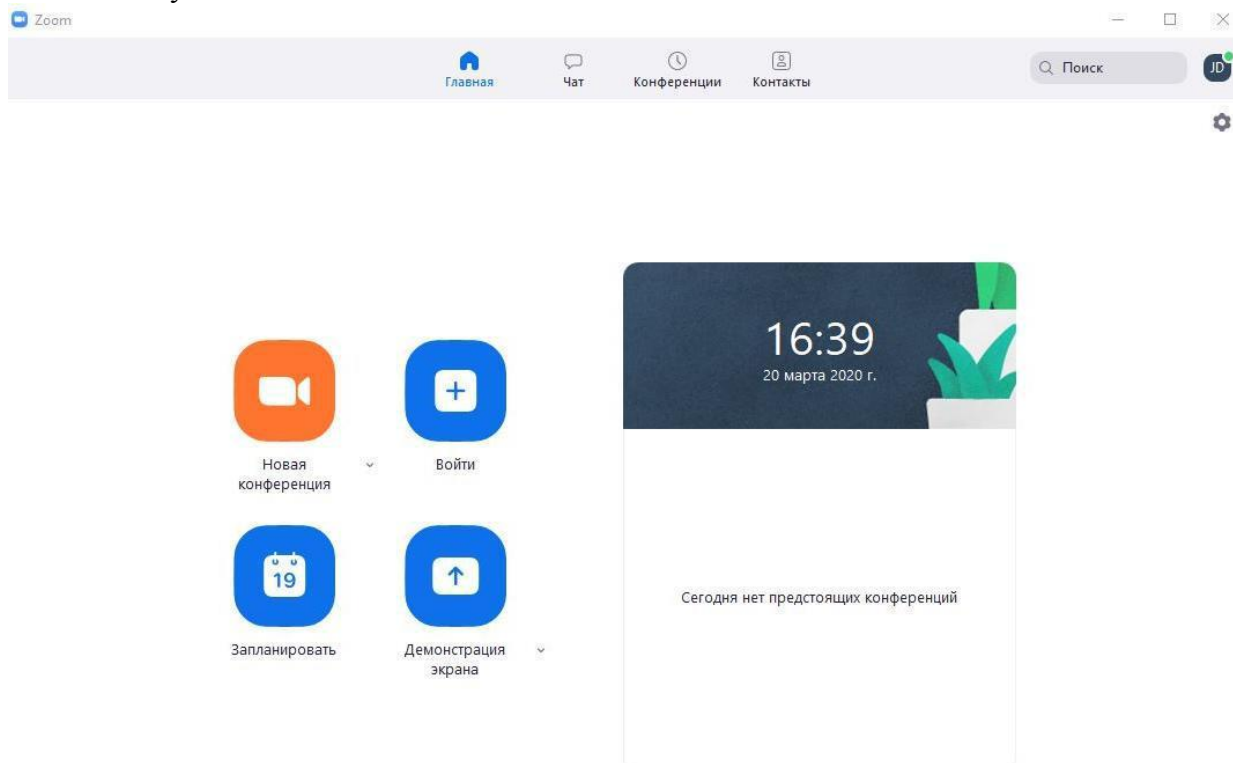 Zoom
Главная
Чат
Конференции
Контакты
Поиск
JD
16:39
20 марта 2020 г.
Новая
конференция
Войти
19
Запланировать
Демонстрация
экрана
Сегодня нет предстоящих конференций